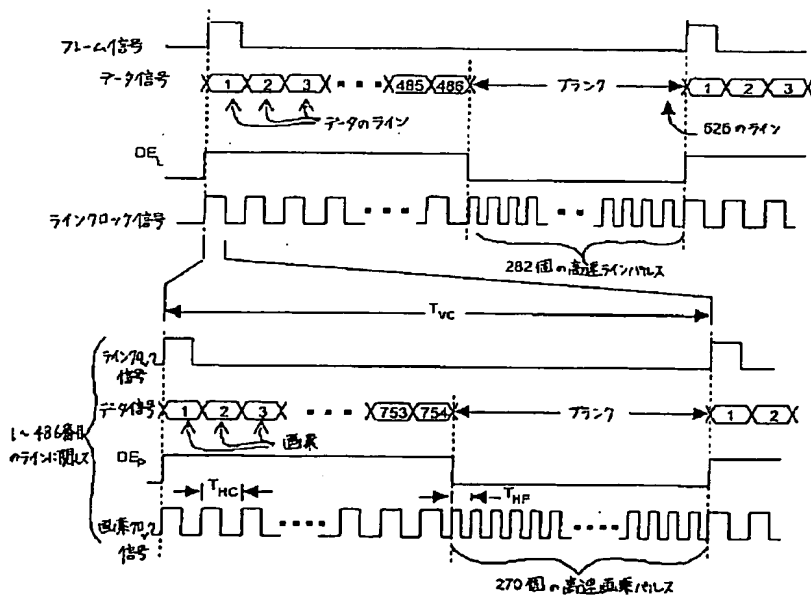 フレーム信号
データ信号
1 2 3 485 486 ブランク 1 2 3
データのライン
626のライン
DEL
ラインクロック信号
282個の高速ラインパルス
TVC
ラインクロック
信号
データ信号
1 2 3 753 754 ブランク 1 2
画素
1〜486番目
のラインに関して
DEP
THC
THF
画素クロック
信号
270個の高速画素パルス